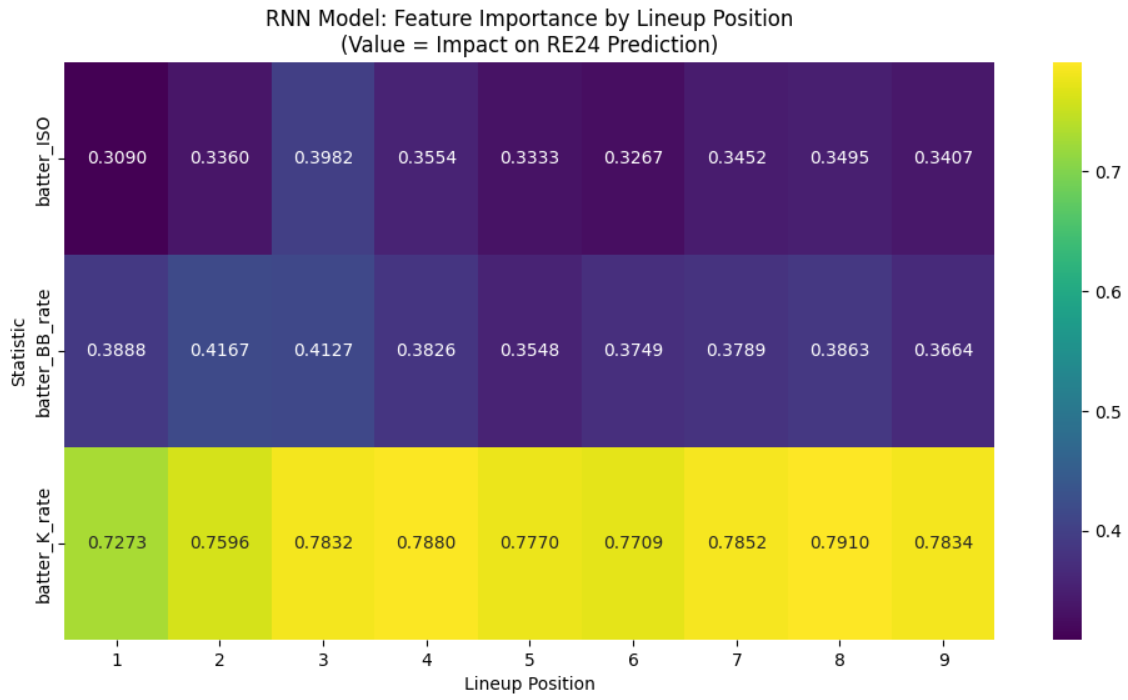 RNN Model: Feature Importance by Lineup Position
(Value = Impact on RE24 Prediction)
batter_ISO
0.3090 0.3360 0.3982 0.3554 0.3333 0.3267 0.3452 0.3495 0.3407
Statistic
batter_BB_rate
0.3888 0.4167 0.4127 0.3826 0.3548 0.3749 0.3789 0.3863 0.3664
batter_K_rate
0.7273 0.7596 0.7832 0.7880 0.7770 0.7709 0.7852 0.7910 0.7834
1 2 3 4 5 6 7 8 9
Lineup Position
0.7
0.6
0.5
0.4